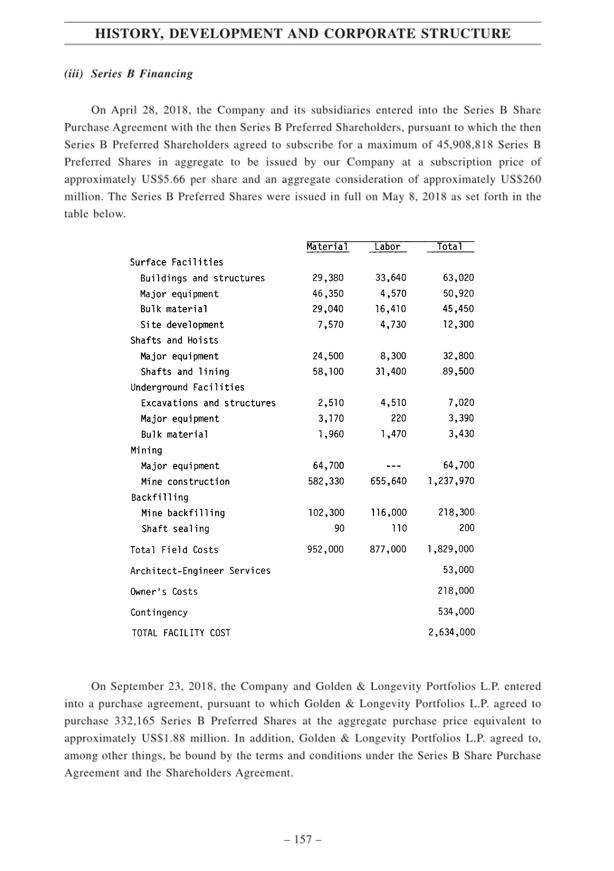 HISTORY, DEVELOPMENT AND CORPORATE STRUCTURE
(iii) Series B Financing
On April 28, 2018, the Company and its subsidiaries entered into the Series B Share
Purchase Agreement with the then Series B Preferred Shareholders, pursuant to which the then
Series B Preferred Shareholders agreed to subscribe for a maximum of 45,908,818 Series B
Preferred Shares in aggregate to be issued by our Company at a subscription price of
approximately US$5.66 per share and an aggregate consideration of approximately US$260
million. The Series B Preferred Shares were issued in full on May 8, 2018 as set forth in the
table below.
Material Labor Total
Surface Facilities
Buildings and structures 29,380 33,640 63,020
Major equipment 46,350 4,570 50,920
Bulk material 29,040 16,410 45,450
Site development 7,570 4,730 12,300
Shafts and Hoists
Major equipment 24,500 8,300 32,800
Shafts and lining 58,100 31,400 89,500
Underground Facilities
Excavations and structures 2,510 4,510 7,020
Major equipment 3,170 220 3,390
Bulk material 1,960 1,470 3,430
Mining
Major equipment 64,700 --- 64,700
Mine construction 582,330 655,640 1,237,970
Backfilling
Mine backfilling 102,300 116,000 218,300
Shaft sealing 90 110 200
Total Field Costs 952,000 877,000 1,829,000
Architect-Engineer Services 53,000
Owner's Costs 218,000
Contingency 534,000
TOTAL FACILITY COST 2,634,000
On September 23, 2018, the Company and Golden & Longevity Portfolios L.P. entered
into a purchase agreement, pursuant to which Golden & Longevity Portfolios L.P. agreed to
purchase 332,165 Series B Preferred Shares at the aggregate purchase price equivalent to
approximately US$1.88 million. In addition, Golden & Longevity Portfolios L.P. agreed to,
among other things, be bound by the terms and conditions under the Series B Share Purchase
Agreement and the Shareholders Agreement.
– 157 –